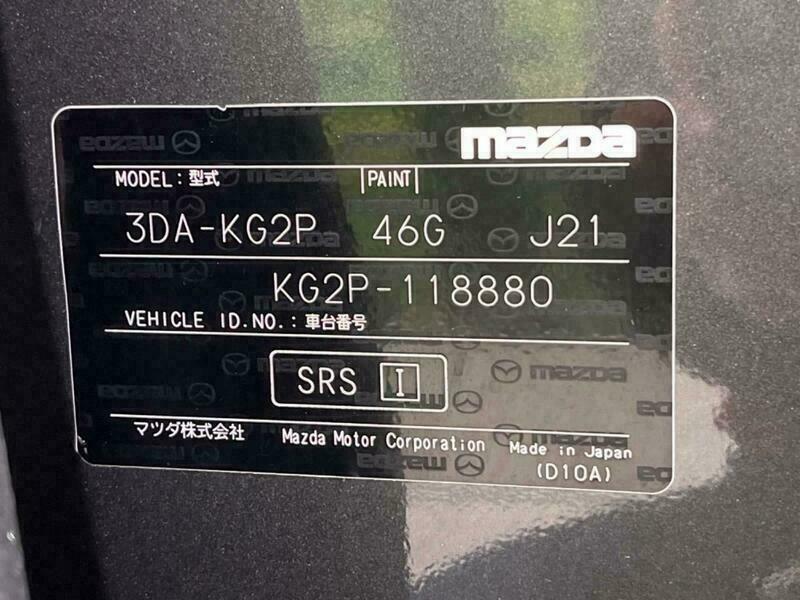 mazda
MODEL:型式 PAINT
3DA-KG2P 46G J21
KG2P-118880
VEHICLE ID.NO.:車台番号
SRS I
マツダ株式会社 Mazda Motor Corporation Made in Japan
(D10A)